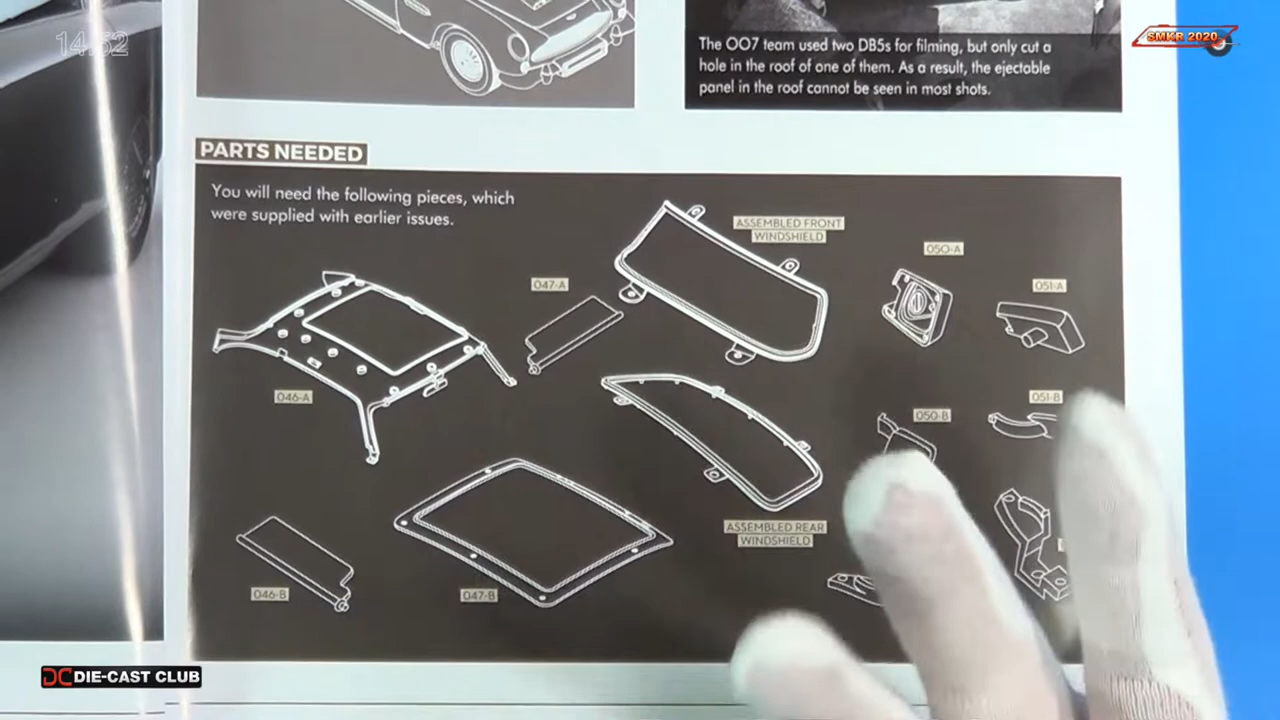 14:52
SMKR 2020
The OO7 team used two DB5s for filming, but only cut a
hole in the roof of one of them. As a result, the ejectable
panel in the roof cannot be seen in most shots.
PARTS NEEDED
You will need the following pieces, which
were supplied with earlier issues.
ASSEMBLED FRONT
WINDSHIELD
050-A
047-A
051-A
046-A
051-B
050-B
ASSEMBLED REAR
WINDSHIELD
046-B
047-B
DC DIE-CAST CLUB